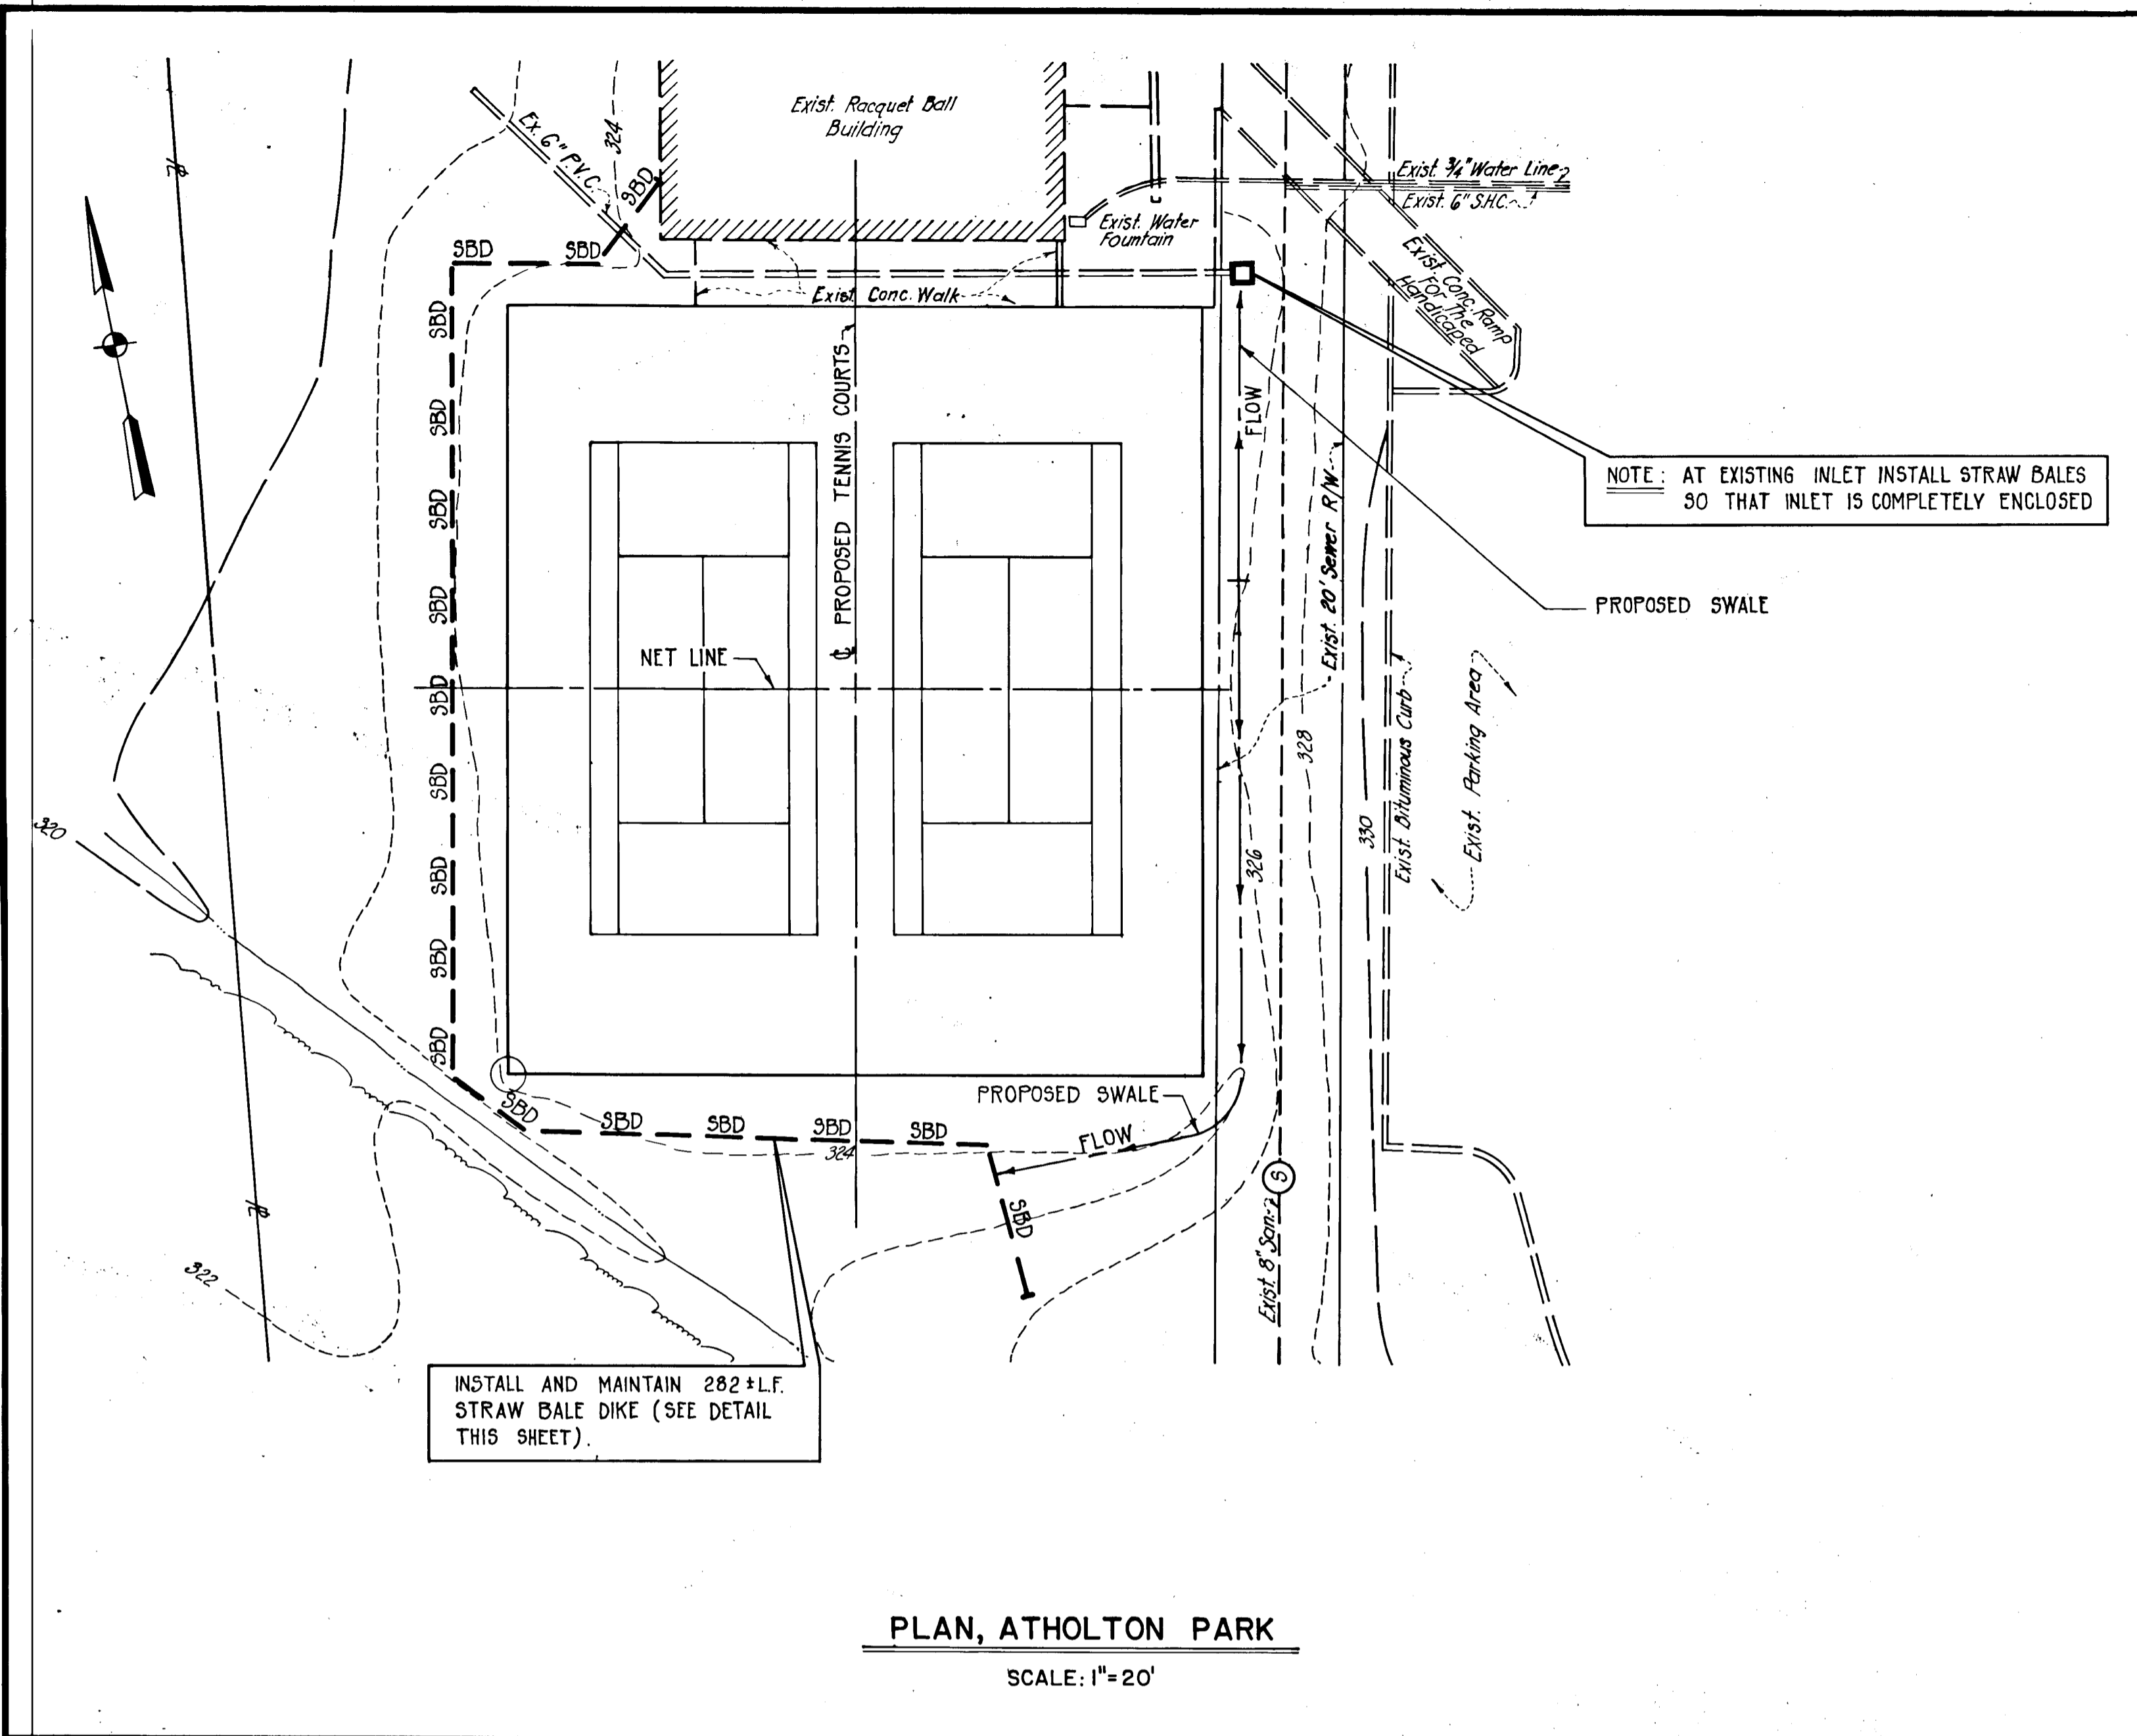 Exist. Racquet Ball
Building
Ex. 6" P.V.C.
324
SBD
SBD
SBD
Exist. Water
Fountain
Exist. 3/4" Water Line
Exist. 6" S.H.C.
Exist. Conc. Ramp
For The
Handicaped
Exist. Conc. Walk
SBD
SBD
SBD
SBD
SBD
SBD
SBD
SBD
SBD
℄ PROPOSED TENNIS COURTS
FLOW
NOTE: AT EXISTING INLET INSTALL STRAW BALES
SO THAT INLET IS COMPLETELY ENCLOSED
PROPOSED SWALE
Exist. 20' Sewer R/W
NET LINE
328
326
330
Exist. Bituminous Curb
Exist. Parking Area
320
PROPOSED SWALE
FLOW
SBD
SBD
SBD
SBD
SBD
324
SBD
S
Exist. 8" San.
322
INSTALL AND MAINTAIN 282 ± L.F.
STRAW BALE DIKE (SEE DETAIL
THIS SHEET).
PLAN, ATHOLTON PARK
SCALE: 1"=20'